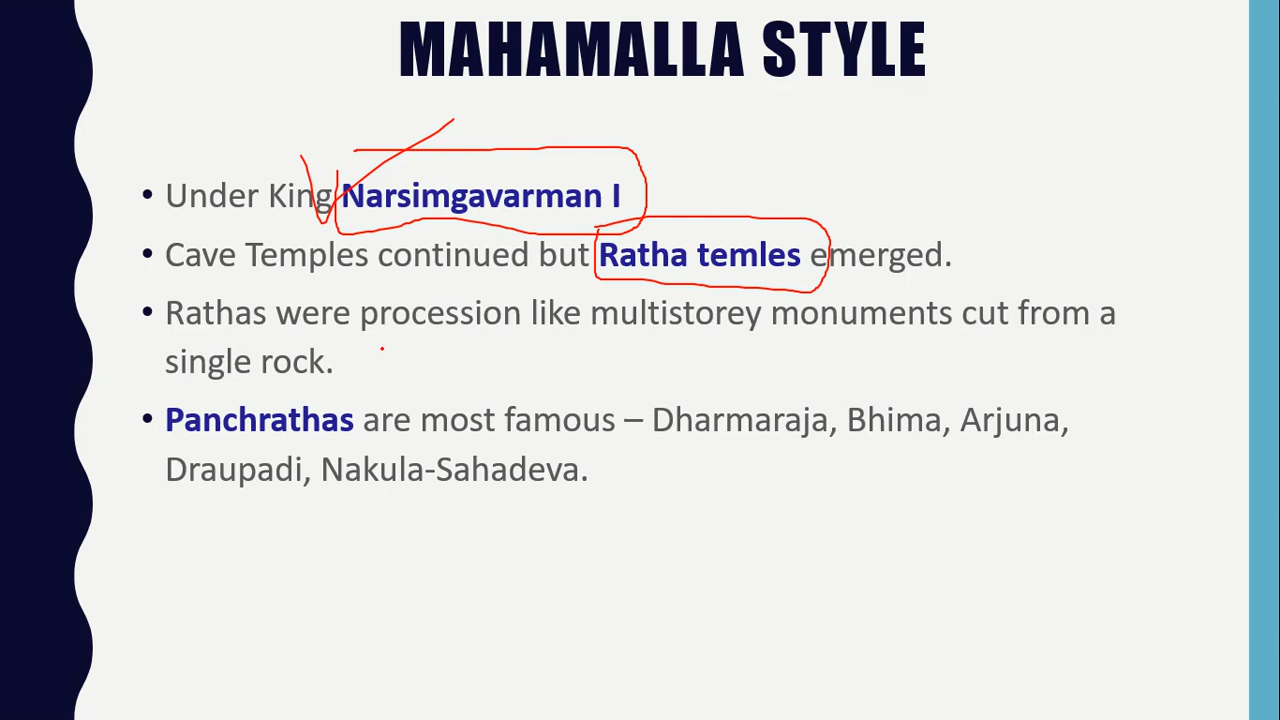 MAHAMALLA STYLE
• Under King Narsimgavarman I
• Cave Temples continued but Ratha temles emerged.
• Rathas were procession like multistorey monuments cut from a
single rock.
• Panchrathas are most famous – Dharmaraja, Bhima, Arjuna,
Draupadi, Nakula-Sahadeva.